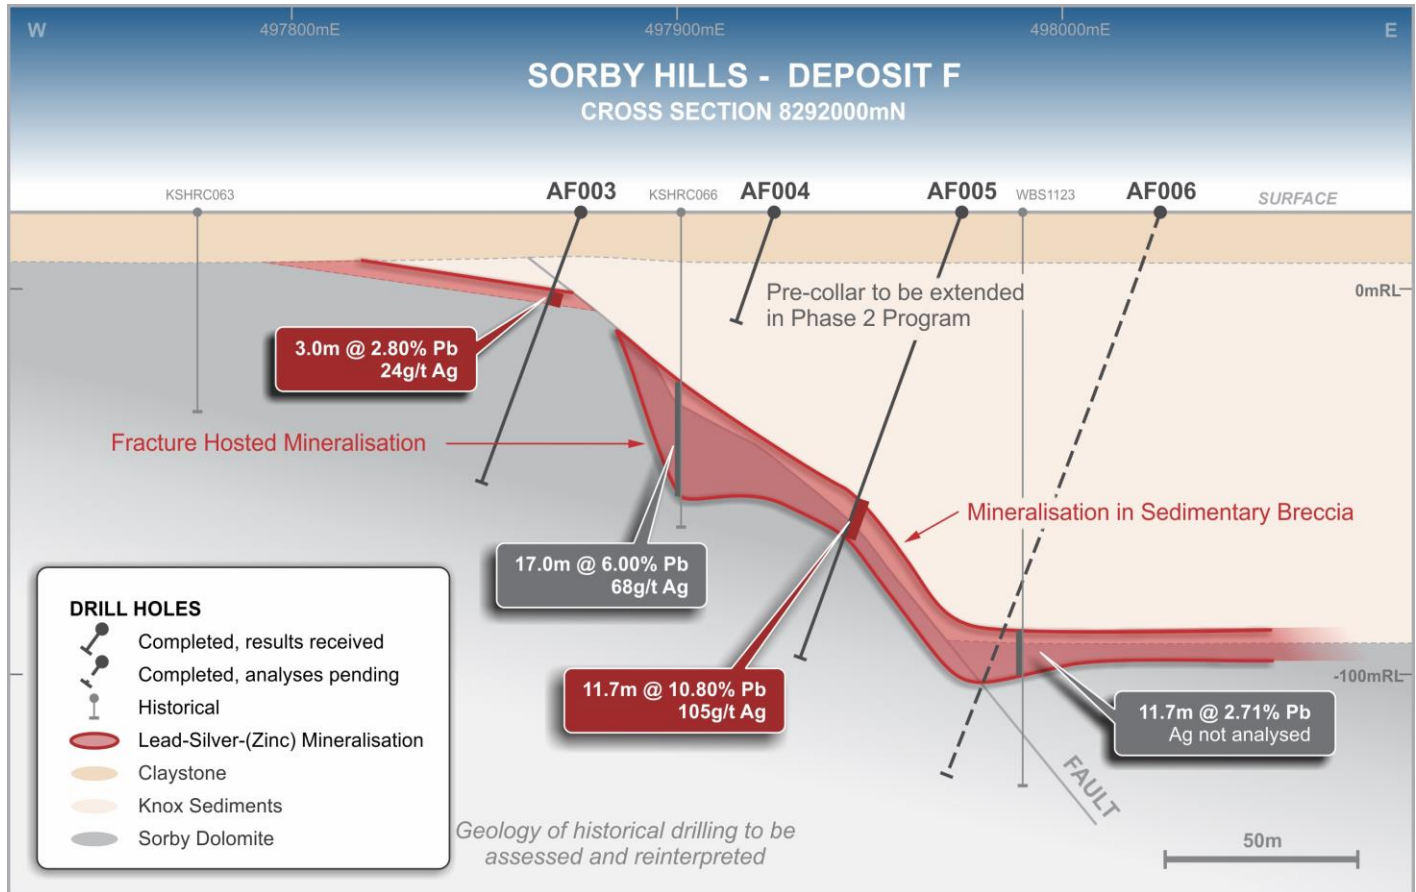 W
497800mE
497900mE
498000mE
E
SORBY HILLS - DEPOSIT F
CROSS SECTION 8292000mN
KSHRC063
AF003
KSHRC066
AF004
AF005
WBS1123
AF006
SURFACE
0mRL
Pre-collar to be extended
in Phase 2 Program
3.0m @ 2.80% Pb
24g/t Ag
Fracture Hosted Mineralisation
Mineralisation in Sedimentary Breccia
17.0m @ 6.00% Pb
68g/t Ag
11.7m @ 10.80% Pb
105g/t Ag
-100mRL
11.7m @ 2.71% Pb
Ag not analysed
FAULT
DRILL HOLES
Completed, results received
Completed, analyses pending
Historical
Lead-Silver-(Zinc) Mineralisation
Claystone
Knox Sediments
Sorby Dolomite
Geology of historical drilling to be
assessed and reinterpreted
50m